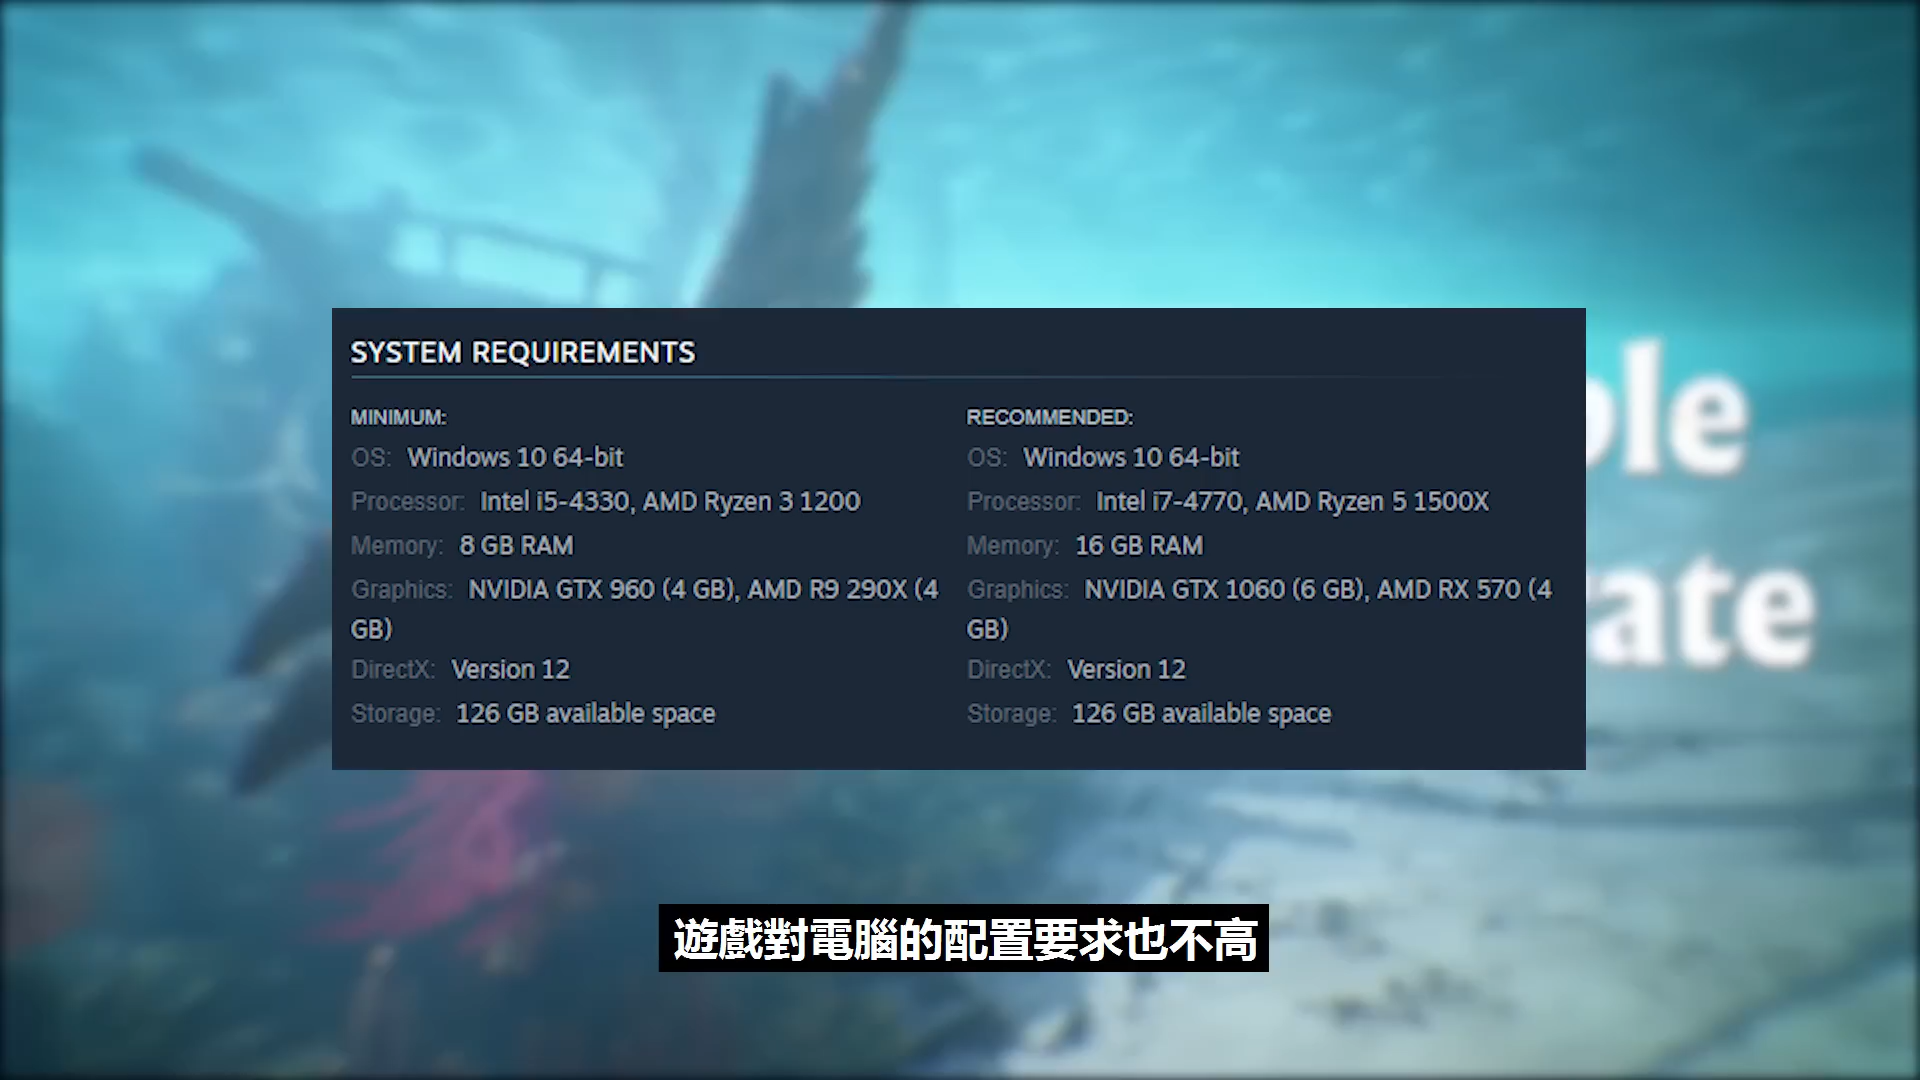 SYSTEM REQUIREMENTS
MINIMUM:
OS: Windows 10 64-bit
Processor: Intel i5-4330, AMD Ryzen 3 1200
Memory: 8 GB RAM
Graphics: NVIDIA GTX 960 (4 GB), AMD R9 290X (4
GB)
DirectX: Version 12
Storage: 126 GB available space
RECOMMENDED:
OS: Windows 10 64-bit
Processor: Intel i7-4770, AMD Ryzen 5 1500X
Memory: 16 GB RAM
Graphics: NVIDIA GTX 1060 (6 GB), AMD RX 570 (4
GB)
DirectX: Version 12
Storage: 126 GB available space
遊戲對電腦的配置要求也不高